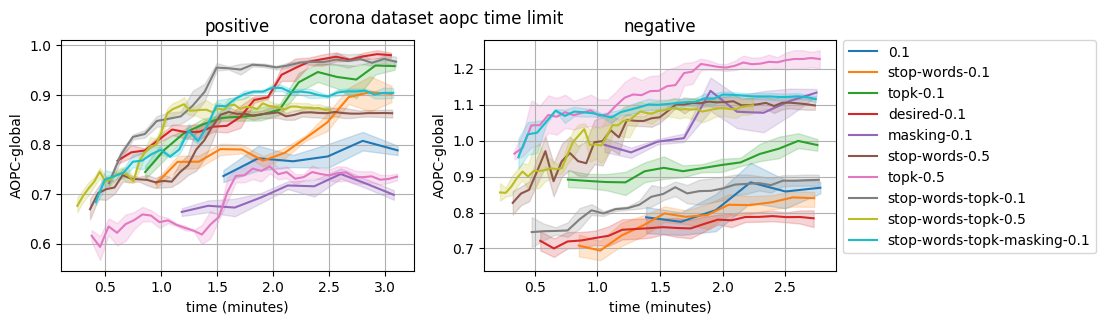 corona dataset aopc time limit
positive
AOPC-global
1.0
0.9
0.8
0.7
0.6
0.5 1.0 1.5 2.0 2.5 3.0
time (minutes)
negative
AOPC-global
1.2
1.1
1.0
0.9
0.8
0.7
0.5 1.0 1.5 2.0 2.5
time (minutes)
0.1
stop-words-0.1
topk-0.1
desired-0.1
masking-0.1
stop-words-0.5
topk-0.5
stop-words-topk-0.1
stop-words-topk-0.5
stop-words-topk-masking-0.1